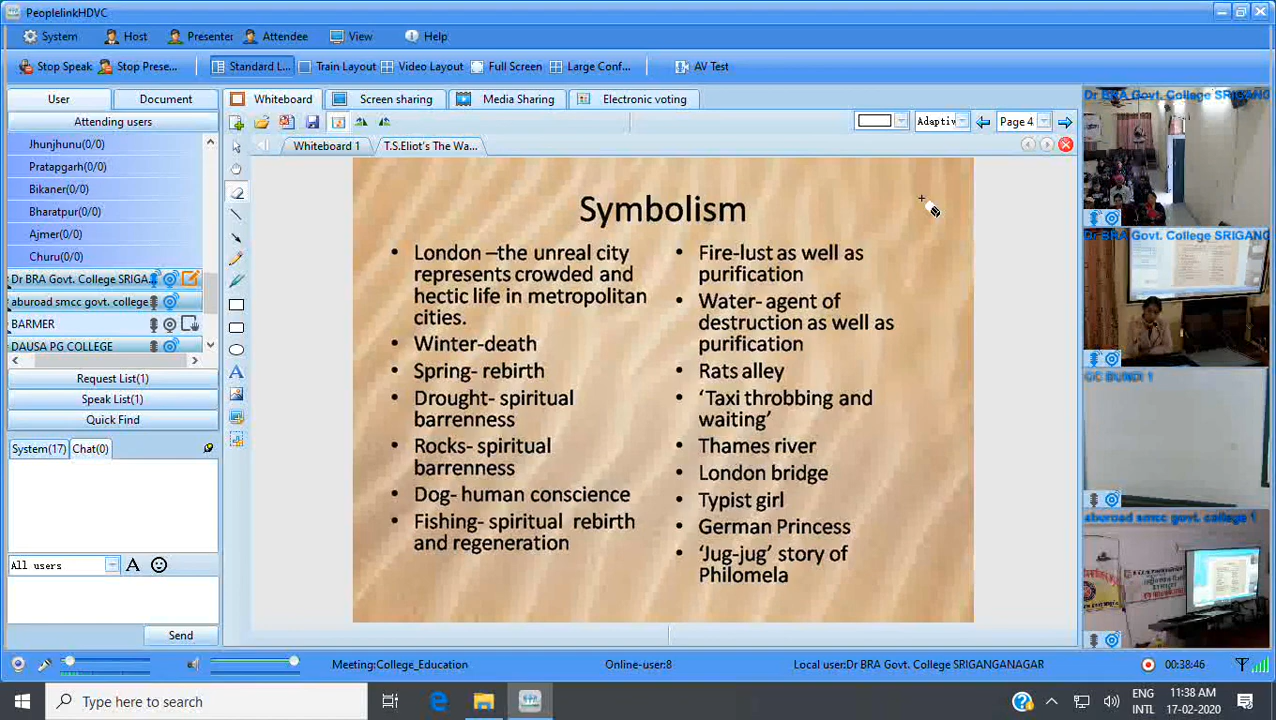 PeoplelinkHDVC
System
Host
Presenter
Attendee
View
Help
Stop Speak
Stop Prese...
Standard L...
Train Layout
Video Layout
Full Screen
Large Conf...
AV Test
User
Document
Whiteboard
Screen sharing
Media Sharing
Electronic voting
Attending users
Adaptiv
Page 4
Whiteboard 1
T.S.Eliot's The Wa...
Jhunjhunu(0/0)
Pratapgarh(0/0)
Bikaner(0/0)
Bharatpur(0/0)
Ajmer(0/0)
Churu(0/0)
Dr BRA Govt. College SRIGA
aburoad smcc govt. college
BARMER
DAUSA PG COLLEGE
Request List(1)
Speak List(1)
Quick Find
System(17)
Chat(0)
All users
A
Send
Symbolism
• London –the unreal city
represents crowded and
hectic life in metropolitan
cities.
• Winter-death
• Spring- rebirth
• Drought- spiritual
barrenness
• Rocks- spiritual
barrenness
• Dog- human conscience
• Fishing- spiritual rebirth
and regeneration
• Fire-lust as well as
purification
• Water- agent of
destruction as well as
purification
• Rats alley
• ‘Taxi throbbing and
waiting’
• Thames river
• London bridge
• Typist girl
• German Princess
• ‘Jug-jug’ story of
Philomela
Dr BRA Govt. College SRIGANG
Dr BRA Govt. College SRIGANG
GC BUNDI 1
aburoad smcc govt. college 1
Meeting:College_Education
Online-user:8
Local user:Dr BRA Govt. College SRIGANGANAGAR
00:38:46
Type here to search
ENG
INTL
11:38 AM
17-02-2020